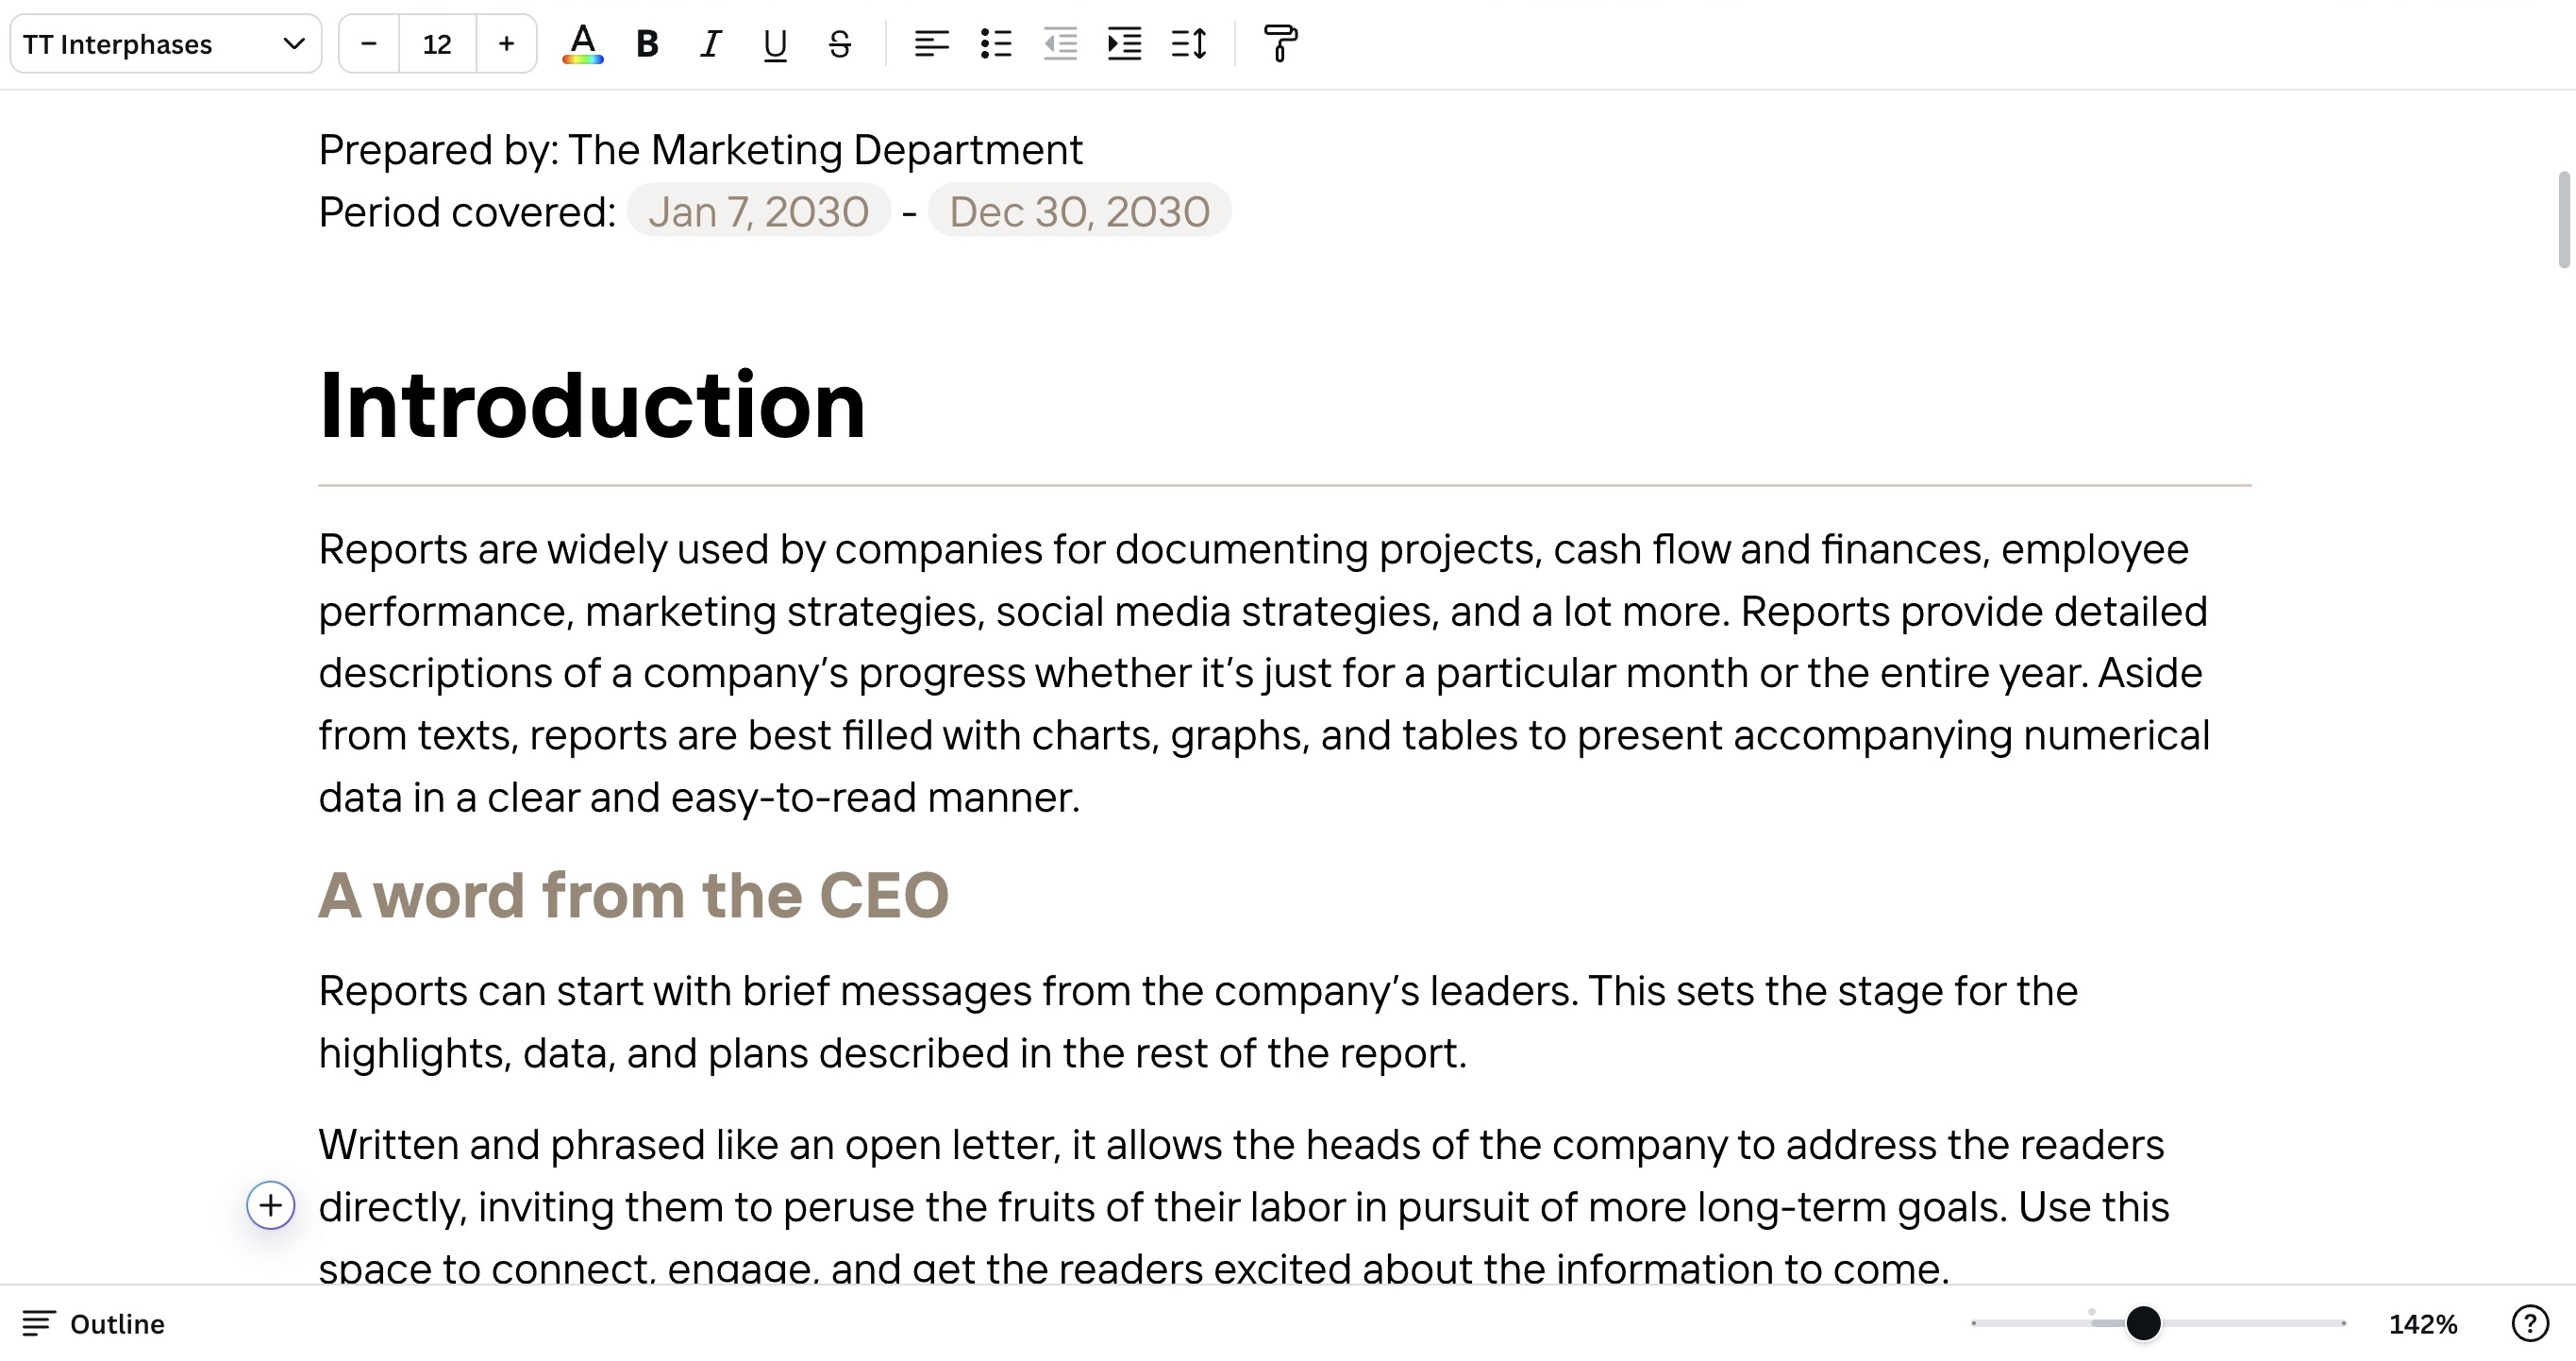 TT Interphases
12
Prepared by: The Marketing Department
Period covered: Jan 7, 2030 - Dec 30, 2030
Introduction
Reports are widely used by companies for documenting projects, cash flow and finances, employee
performance, marketing strategies, social media strategies, and a lot more. Reports provide detailed
descriptions of a company’s progress whether it’s just for a particular month or the entire year. Aside
from texts, reports are best filled with charts, graphs, and tables to present accompanying numerical
data in a clear and easy-to-read manner.
A word from the CEO
Reports can start with brief messages from the company’s leaders. This sets the stage for the
highlights, data, and plans described in the rest of the report.
Written and phrased like an open letter, it allows the heads of the company to address the readers
directly, inviting them to peruse the fruits of their labor in pursuit of more long-term goals. Use this
space to connect, engage, and get the readers excited about the information to come.
Outline
142%